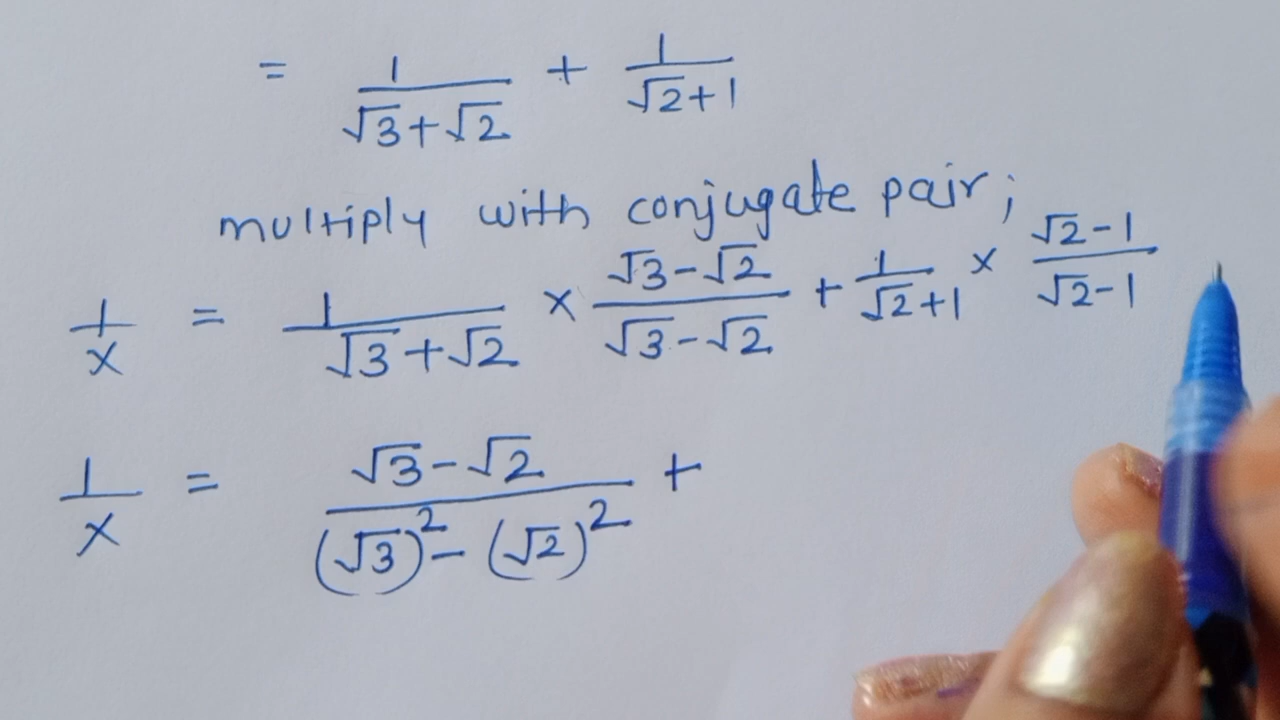 = 1/(√3+√2) + 1/(√2+1)
multiply with conjugate pair;
1/x = 1/(√3+√2) × (√3-√2)/(√3-√2) + 1/(√2+1) × (√2-1)/(√2-1)
1/x = (√3-√2)/((√3)²-(√2)²) +